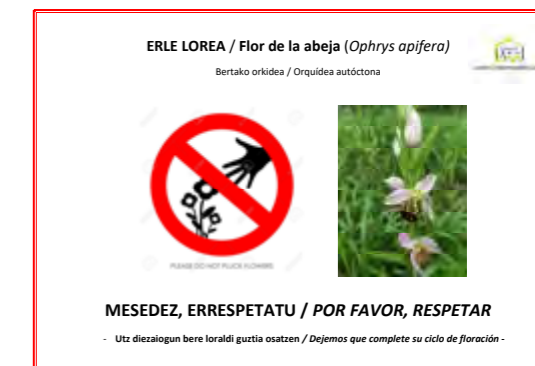 ERLE LOREA / Flor de la abeja (Ophrys apifera)
Bertako orkidea / Orquídea autóctona
PLEASE DO NOT PLUCK FLOWERS
MESEDEZ, ERRESPETATU / POR FAVOR, RESPETAR
- Utz diezaiogun bere loraldi guztia osatzen / Dejemos que complete su ciclo de floración -